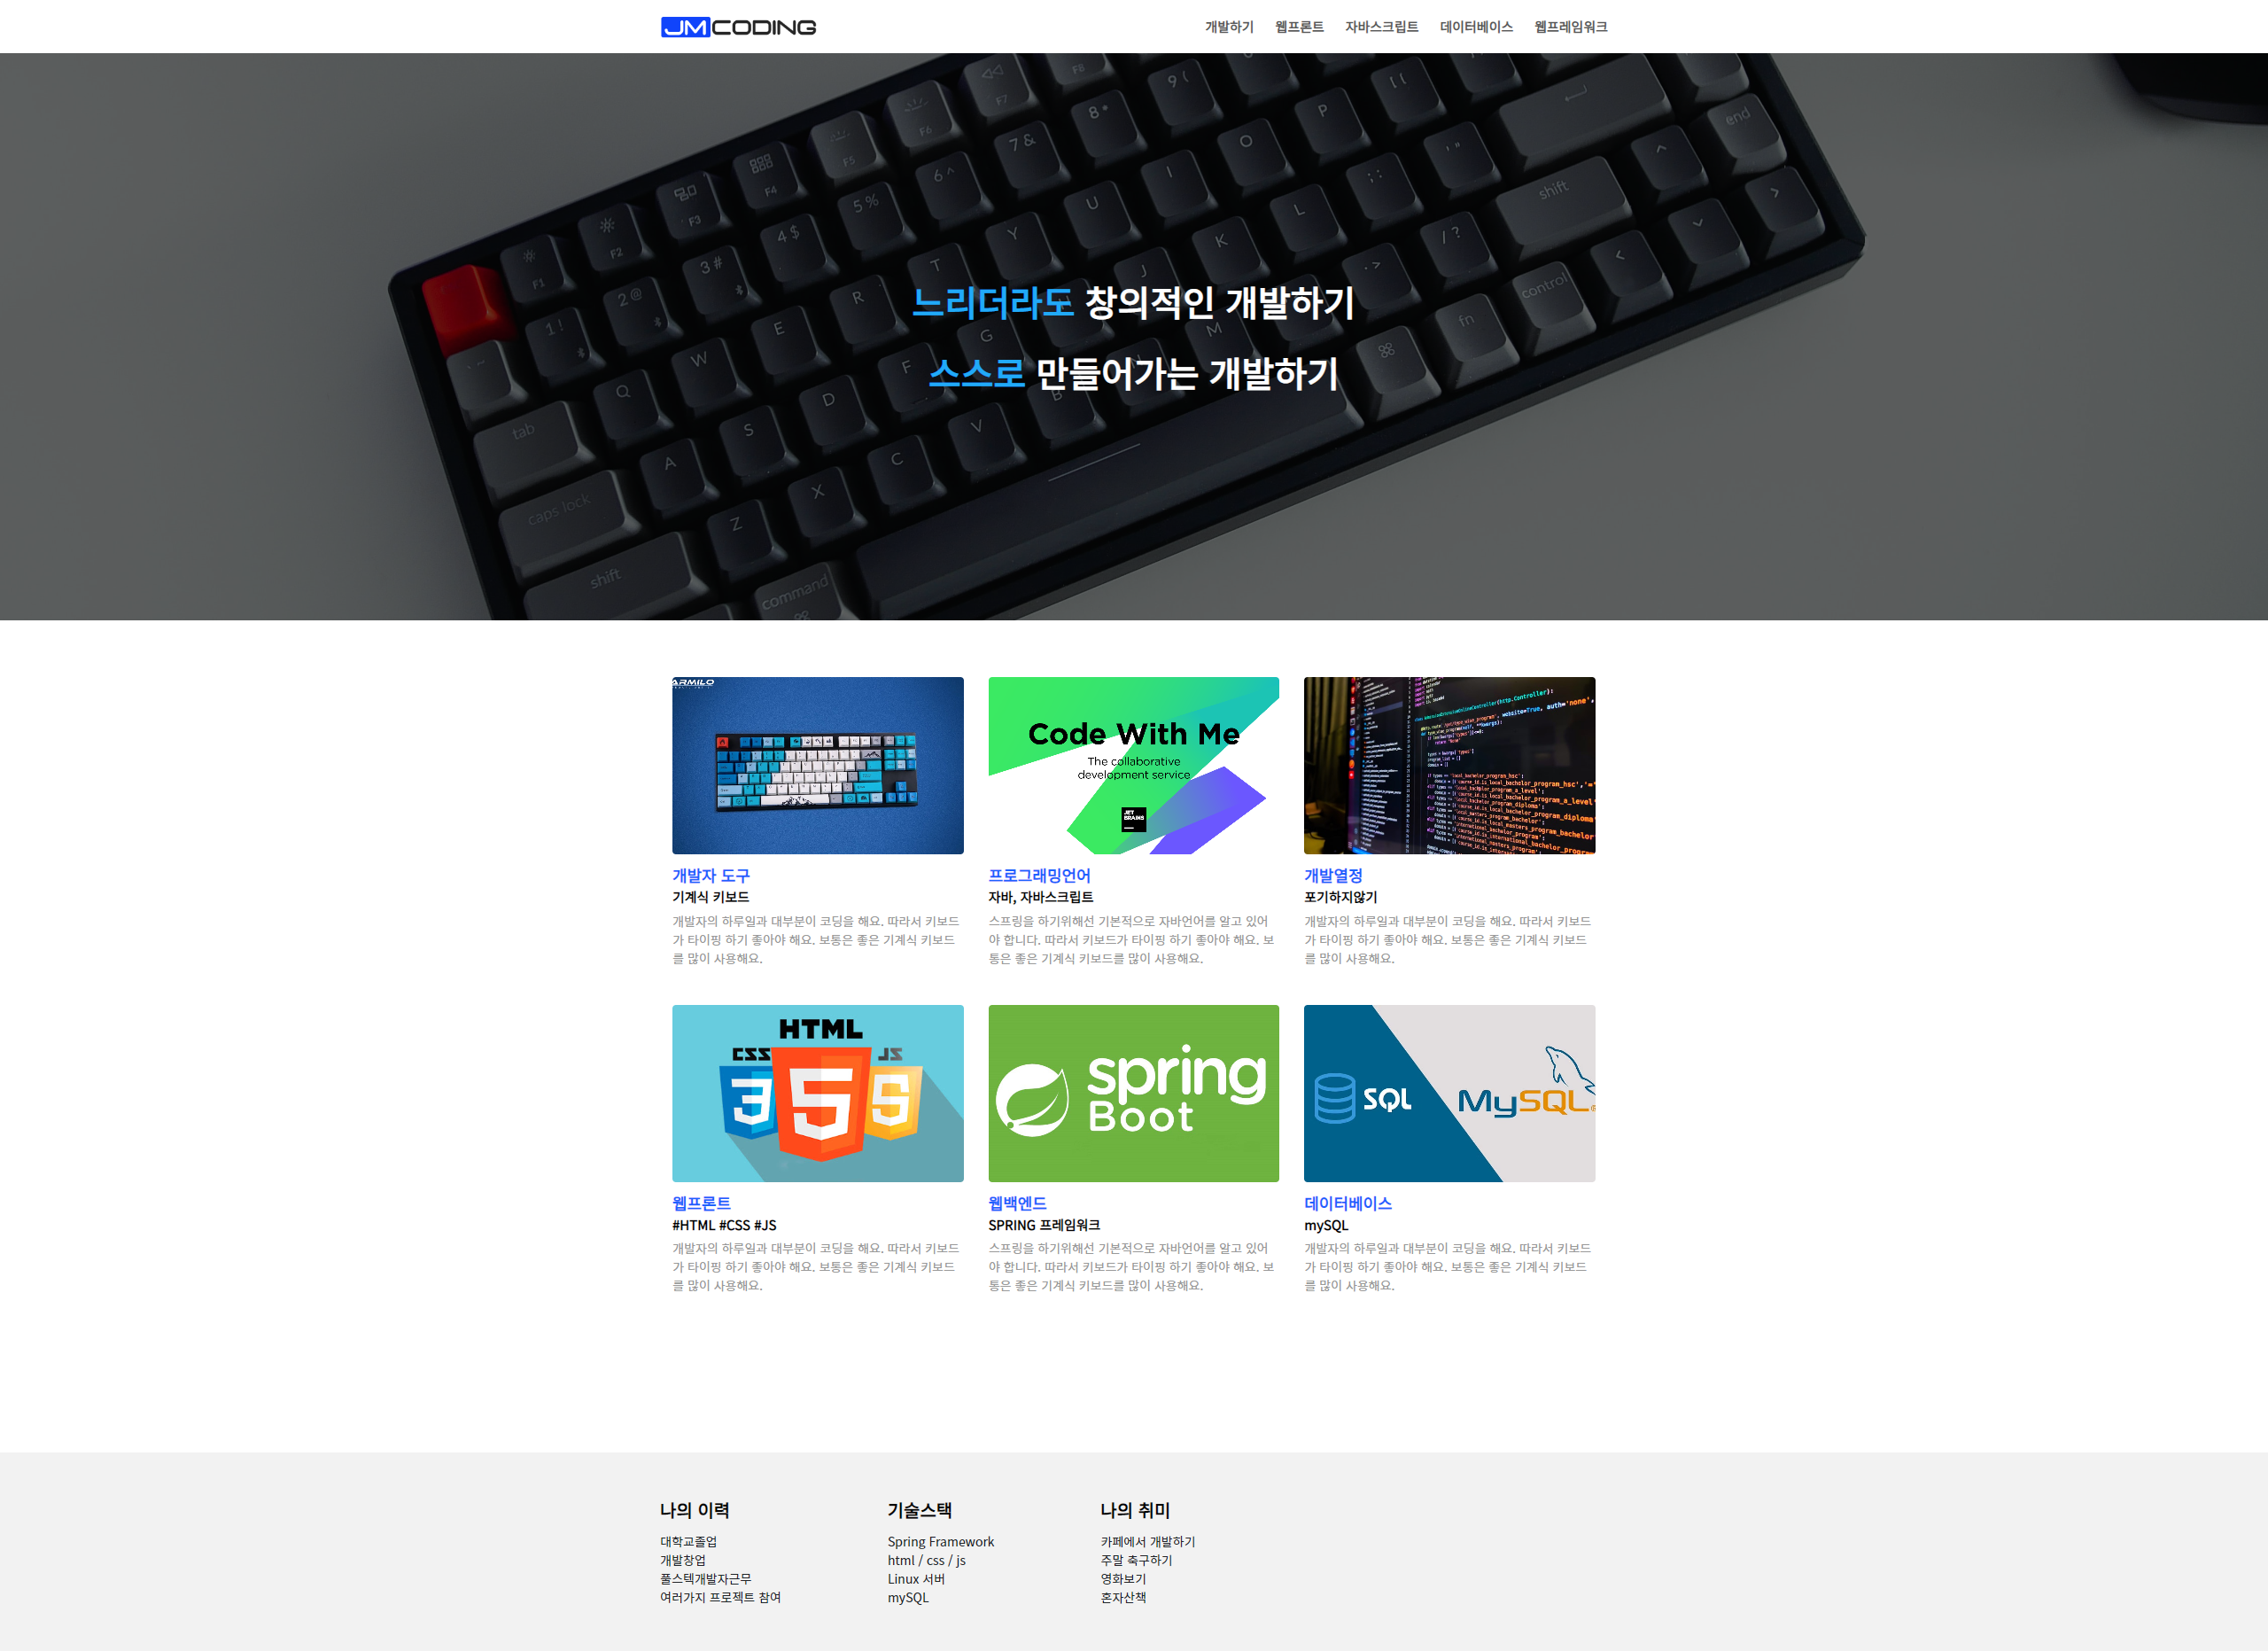 JMCODING
개발하기 웹프론트 자바스크립트 데이터베이스 웹프레임워크
느리더라도 창의적인 개발하기
스스로 만들어가는 개발하기
ARMILO
Code With Me
The collaborative
development service
JET
BRAINS
개발자 도구
기계식 키보드
개발자의 하루일과 대부분이 코딩을 해요. 따라서 키보드
가 타이핑 하기 좋아야 해요. 보통은 좋은 기계식 키보드
를 많이 사용해요.
프로그래밍언어
자바, 자바스크립트
스프링을 하기위해선 기본적으로 자바언어를 알고 있어
야 합니다. 따라서 키보드가 타이핑 하기 좋아야 해요. 보
통은 좋은 기계식 키보드를 많이 사용해요.
개발열정
포기하지않기
개발자의 하루일과 대부분이 코딩을 해요. 따라서 키보드
가 타이핑 하기 좋아야 해요. 보통은 좋은 기계식 키보드
를 많이 사용해요.
HTML
CSS JS
3 5
spring
Boot
SQL
MySQL
웹프론트
#HTML #CSS #JS
개발자의 하루일과 대부분이 코딩을 해요. 따라서 키보드
가 타이핑 하기 좋아야 해요. 보통은 좋은 기계식 키보드
를 많이 사용해요.
웹백엔드
SPRING 프레임워크
스프링을 하기위해선 기본적으로 자바언어를 알고 있어
야 합니다. 따라서 키보드가 타이핑 하기 좋아야 해요. 보
통은 좋은 기계식 키보드를 많이 사용해요.
데이터베이스
mySQL
개발자의 하루일과 대부분이 코딩을 해요. 따라서 키보드
가 타이핑 하기 좋아야 해요. 보통은 좋은 기계식 키보드
를 많이 사용해요.
나의 이력
대학교졸업
개발창업
풀스텍개발자근무
여러가지 프로젝트 참여
기술스택
Spring Framework
html / css / js
Linux 서버
mySQL
나의 취미
카페에서 개발하기
주말 축구하기
영화보기
혼자산책